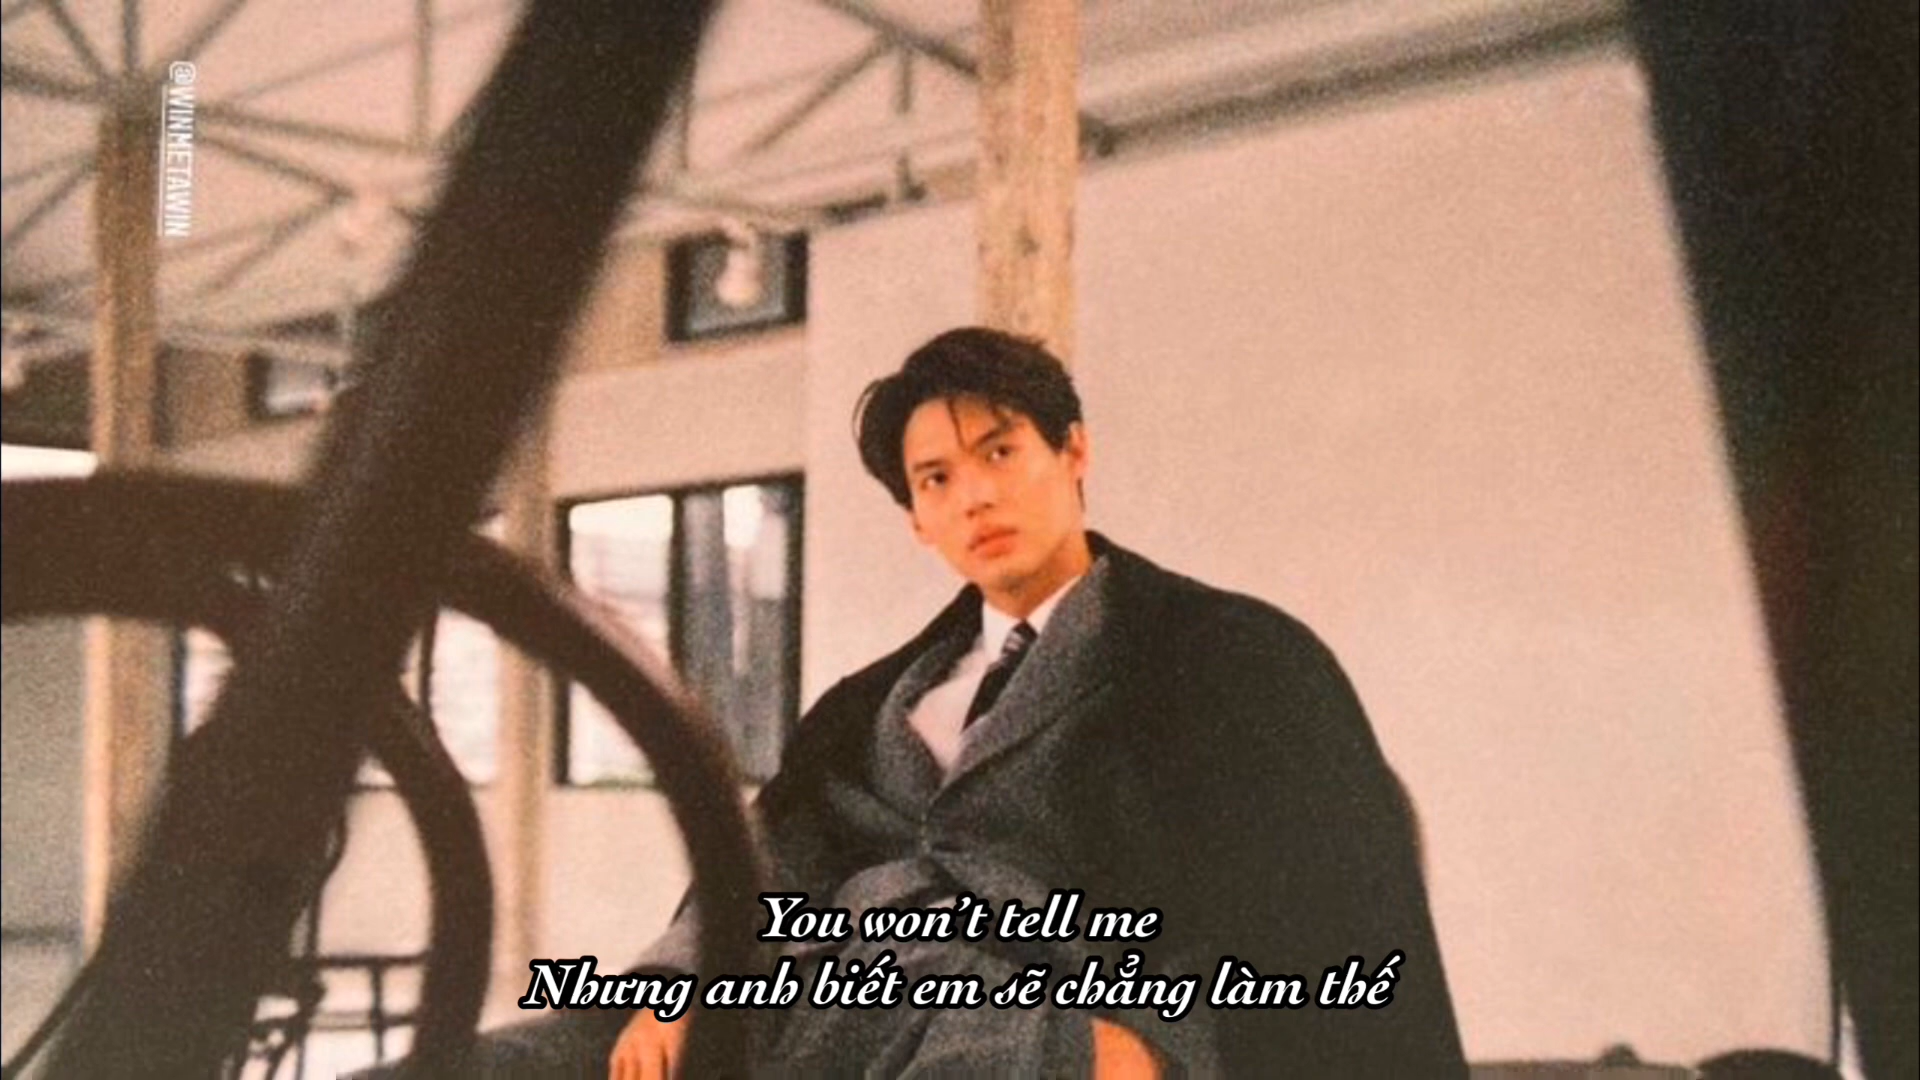 @WINMETAWIN
You won't tell me
Nhưng anh biết em sẽ chẳng làm thế